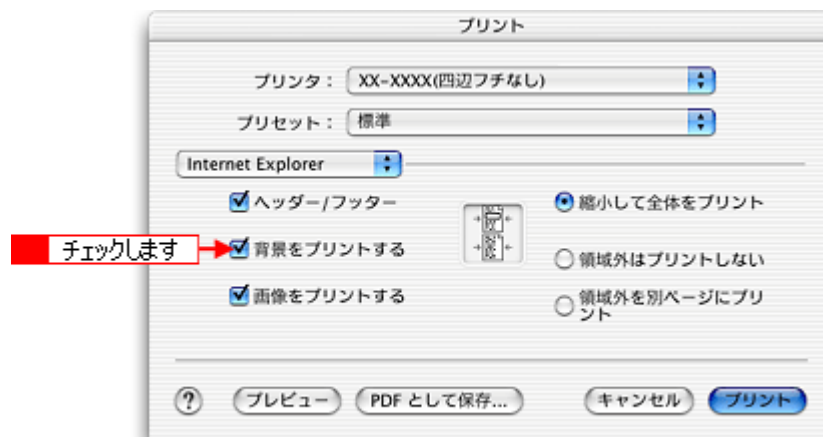 プリント
プリンタ： XX-XXXX(四辺フチなし)
プリセット： 標準
Internet Explorer
ヘッダー/フッター
縮小して全体をプリント
チェックします
背景をプリントする
領域外はプリントしない
画像をプリントする
領域外を別ページにプリ
ント
?
プレビュー
PDF として保存...
キャンセル
プリント